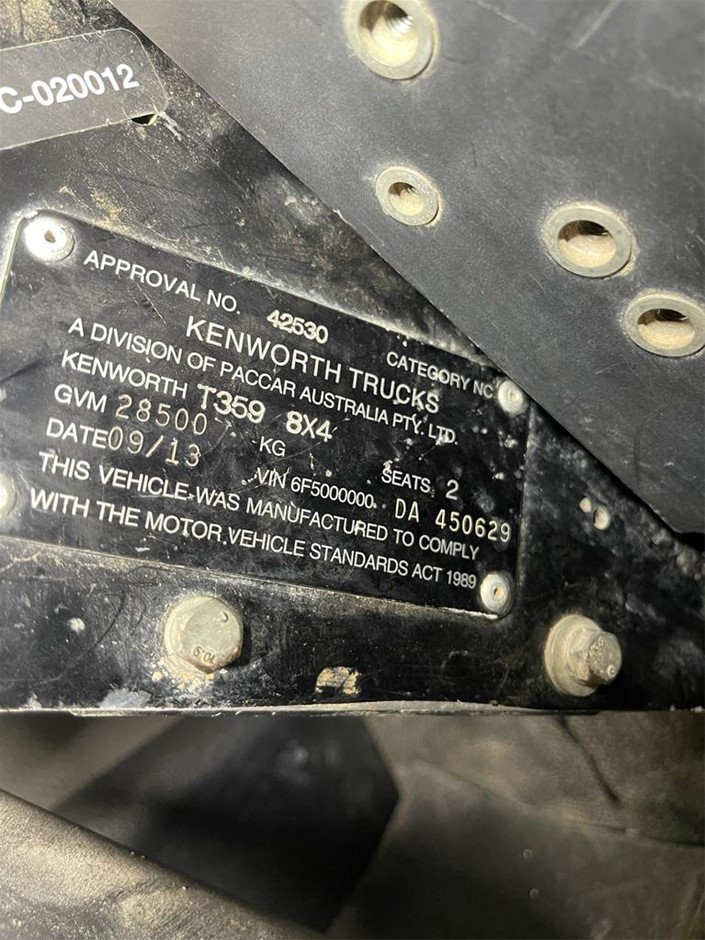 C-020012
APPROVAL NO. 42530 CATEGORY NC
KENWORTH TRUCKS
A DIVISION OF PACCAR AUSTRALIA PTY. LTD.
KENWORTH T359 8X4
GVM 28500 KG SEATS 2
DATE 09/13 VIN 6F5000000 DA 450629
THIS VEHICLE WAS MANUFACTURED TO COMPLY
WITH THE MOTOR VEHICLE STANDARDS ACT 1989
10.9